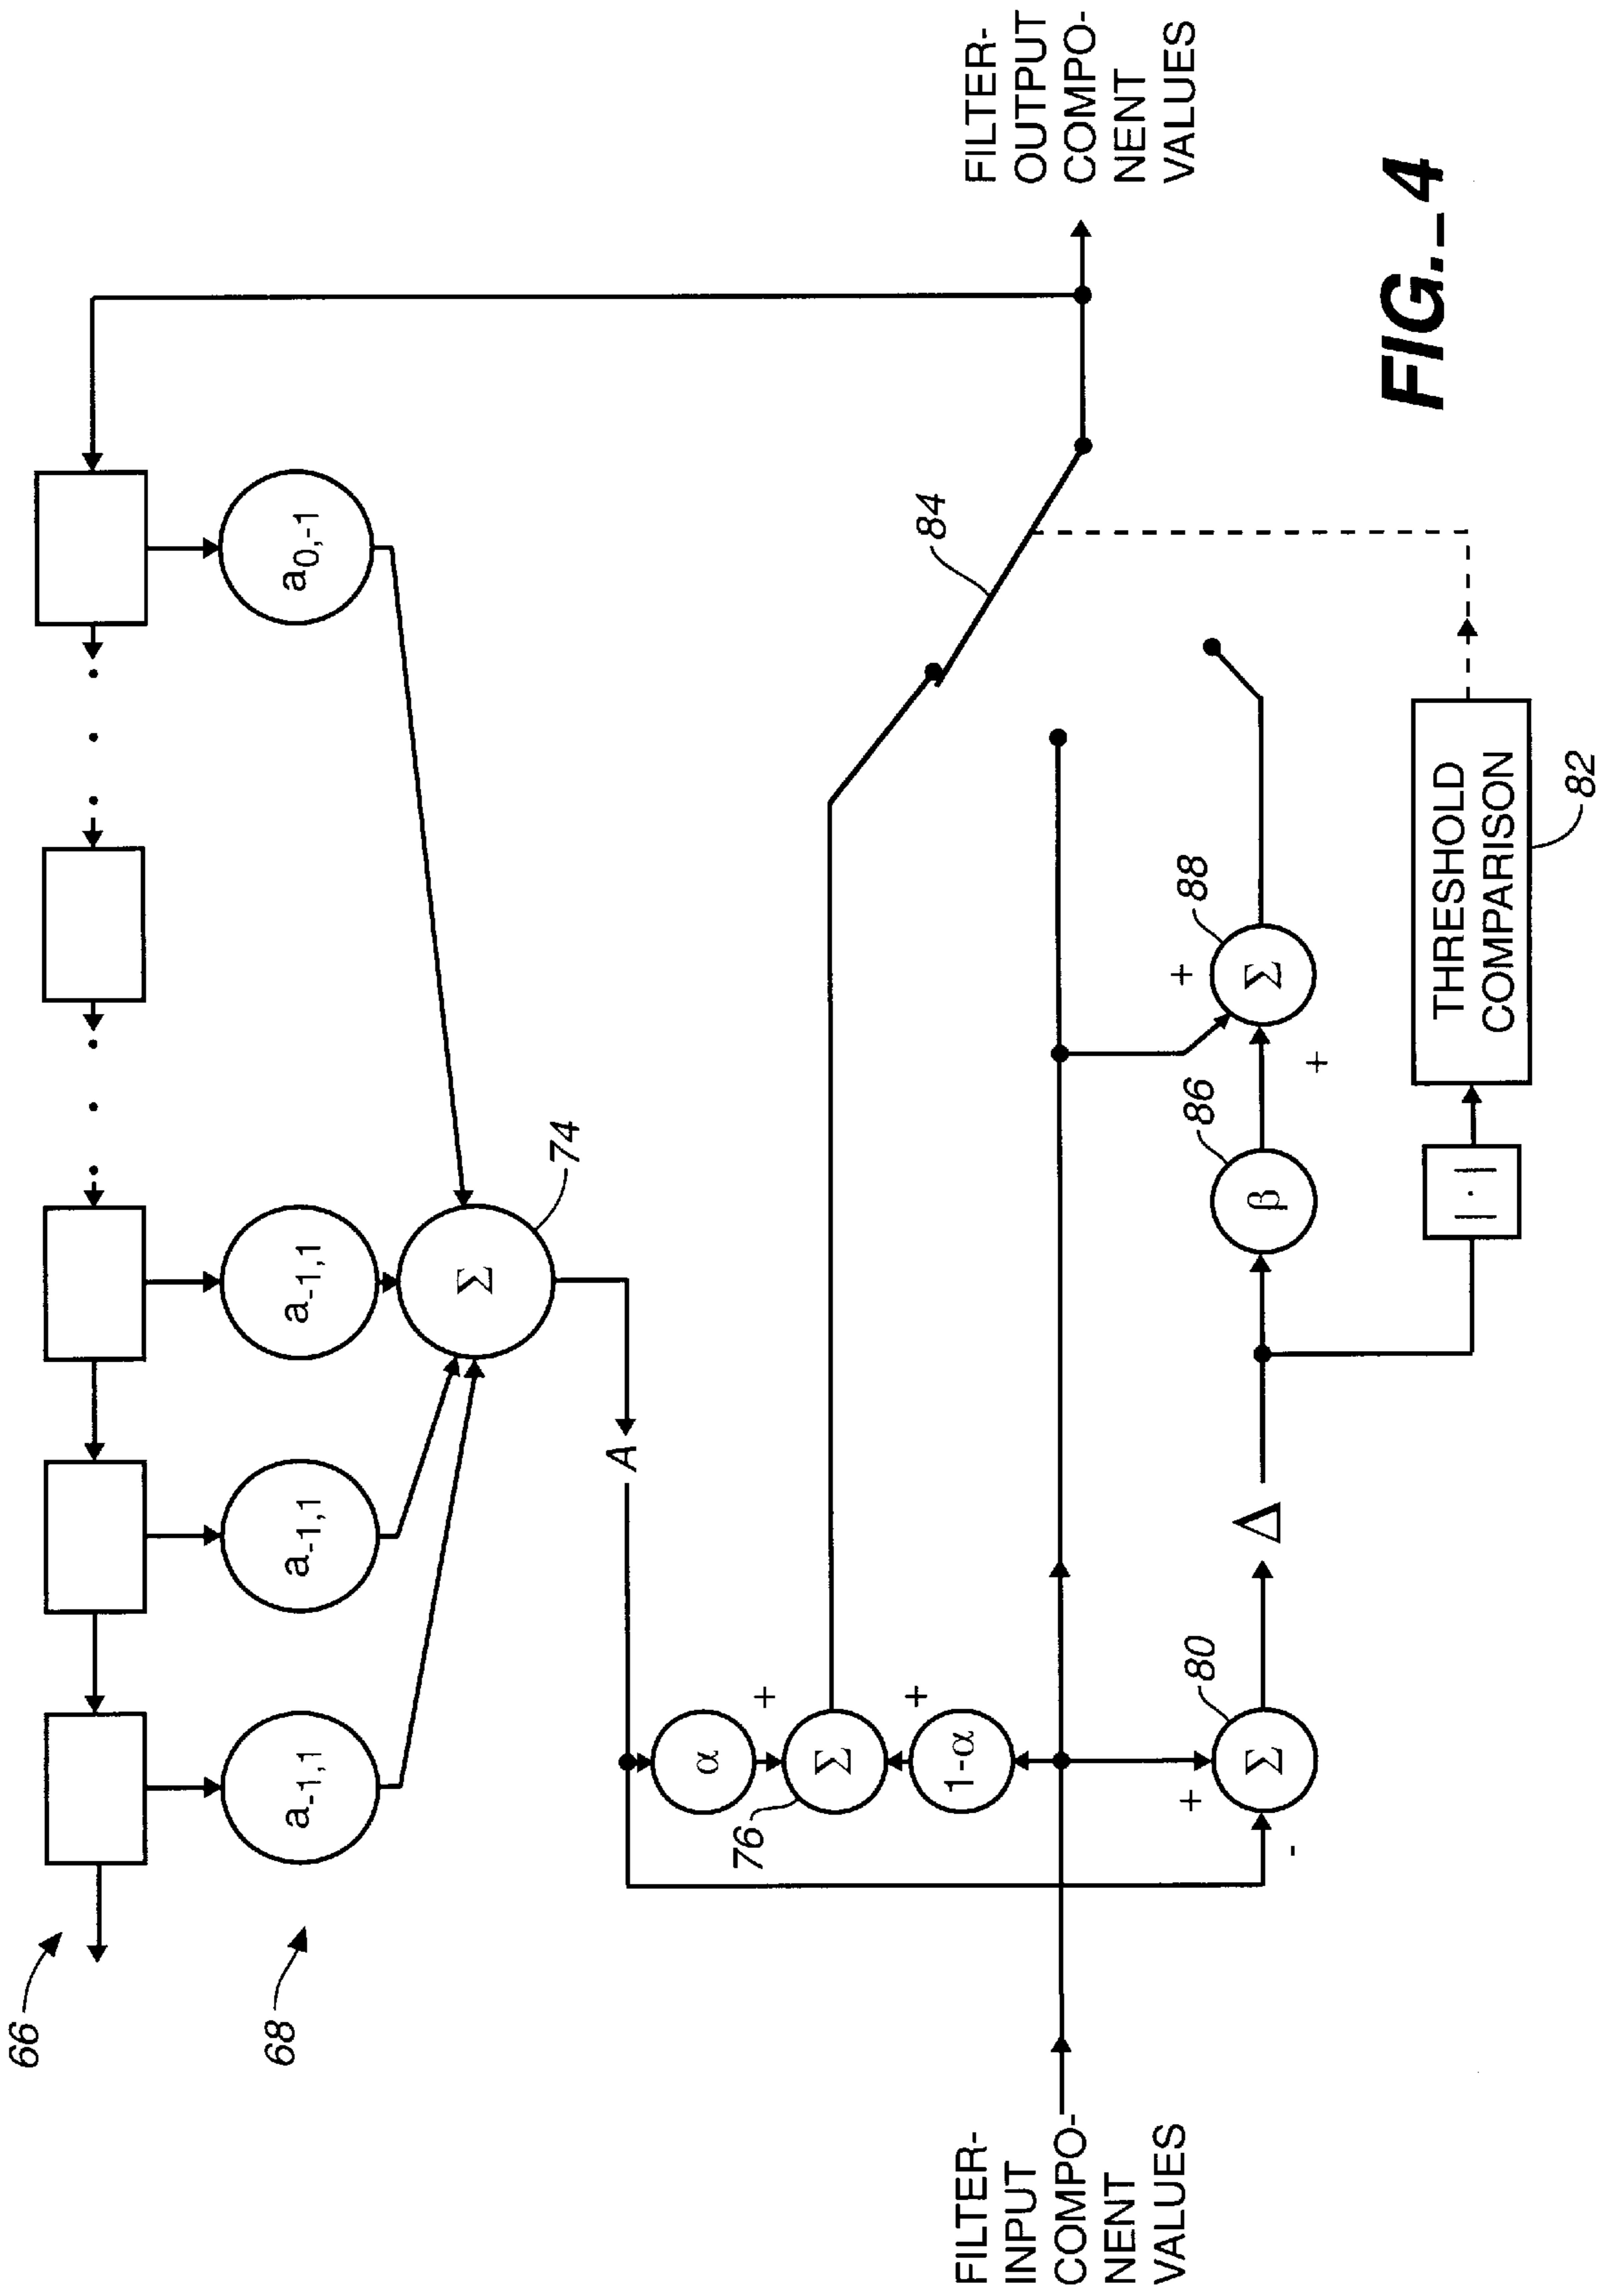 66
68
a-1,1
a-1,1
a-1,1
a0,-1
Σ
74
A
α
76
Σ
+
+
1-α
84
FILTER-
INPUT
COMPO-
NENT
VALUES
FILTER-
OUTPUT
COMPO-
NENT
VALUES
+
-
Σ
80
Δ
β
86
+
+
Σ
88
|·|
THRESHOLD
COMPARISON
82
FIG._4